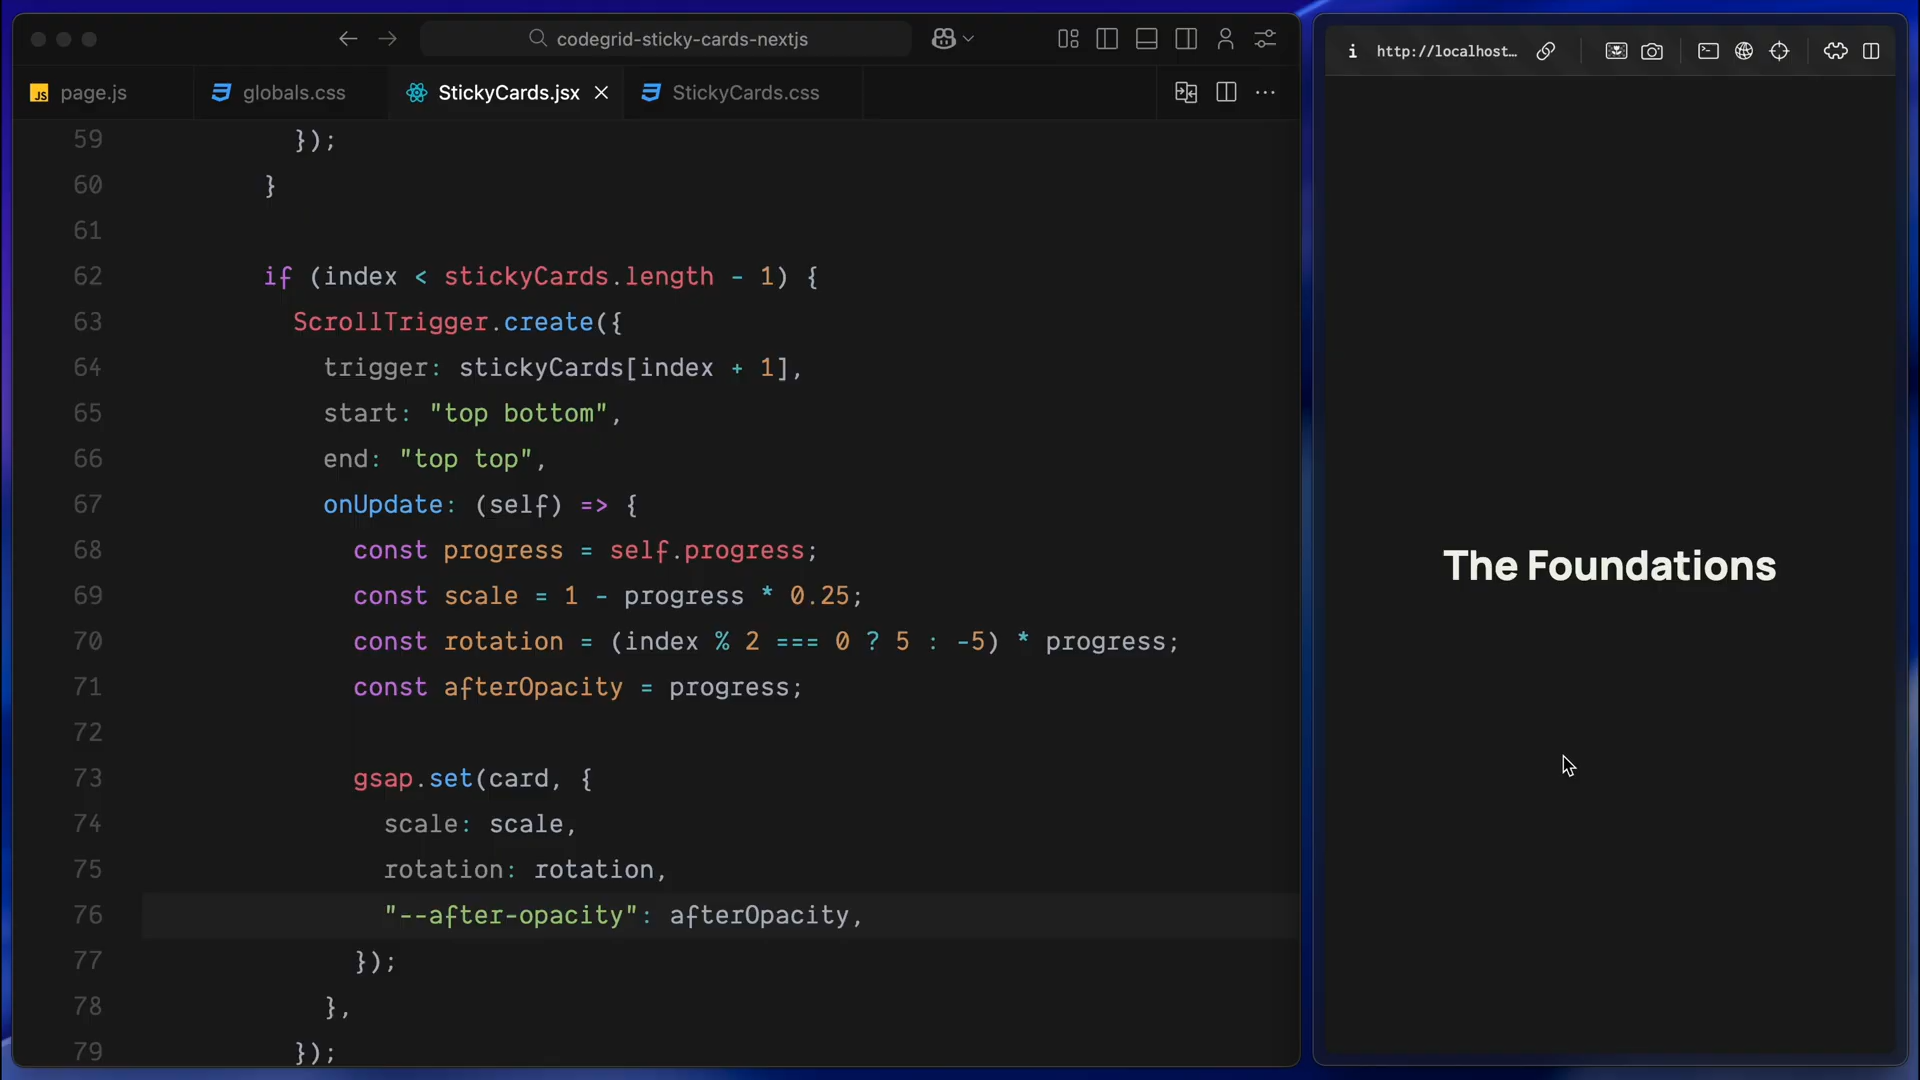 codegrid-sticky-cards-nextjs
JS page.js
globals.css
StickyCards.jsx
StickyCards.css
59 });
60 }
61
62 if (index < stickyCards.length - 1) {
63 ScrollTrigger.create({
64 trigger: stickyCards[index + 1],
65 start: "top bottom",
66 end: "top top",
67 onUpdate: (self) => {
68 const progress = self.progress;
69 const scale = 1 - progress * 0.25;
70 const rotation = (index % 2 === 0 ? 5 : -5) * progress;
71 const afterOpacity = progress;
72
73 gsap.set(card, {
74 scale: scale,
75 rotation: rotation,
76 "--after-opacity": afterOpacity,
77 });
78 },
79 });
http://localhost…
The Foundations